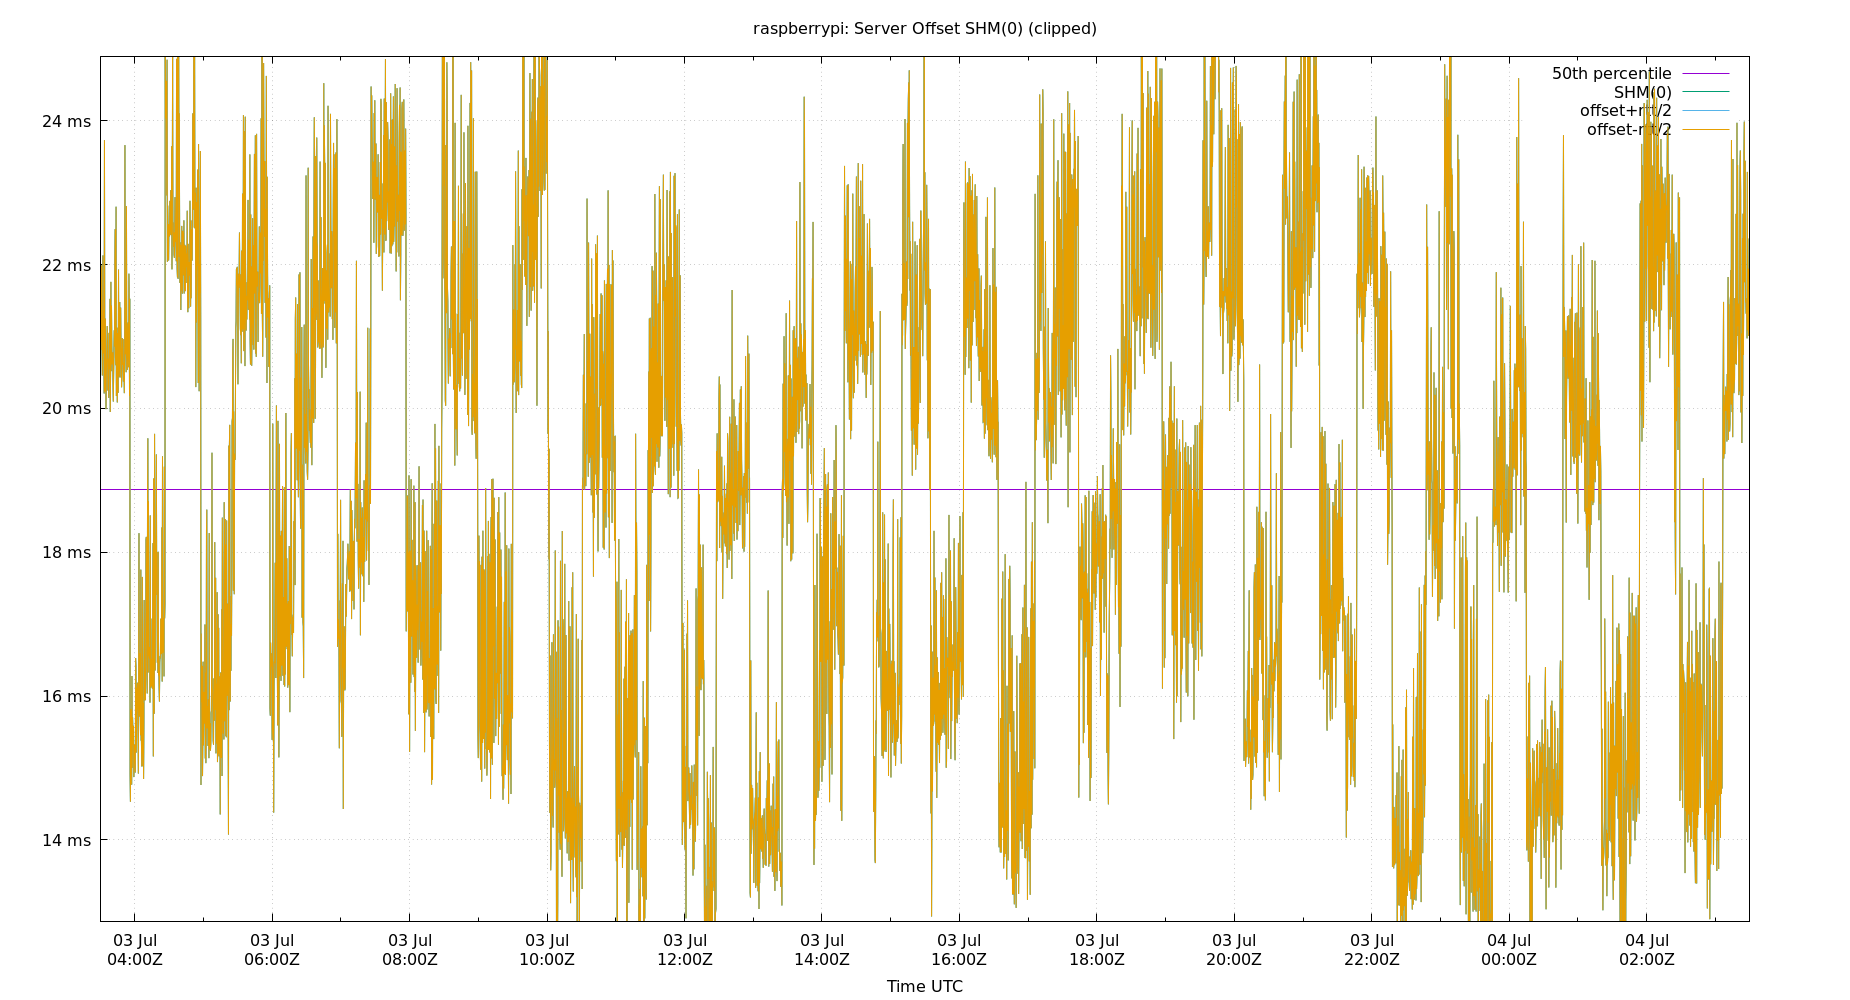 raspberrypi: Server Offset SHM(0) (clipped)
50th percentile
SHM(0)
offset+rtt/2
offset-rtt/2
24 ms
22 ms
20 ms
18 ms
16 ms
14 ms
03 Jul 03 Jul 03 Jul 03 Jul 03 Jul 03 Jul 03 Jul 03 Jul 03 Jul 03 Jul 04 Jul 04 Jul
04:00Z 06:00Z 08:00Z 10:00Z 12:00Z 14:00Z 16:00Z 18:00Z 20:00Z 22:00Z 00:00Z 02:00Z
Time UTC